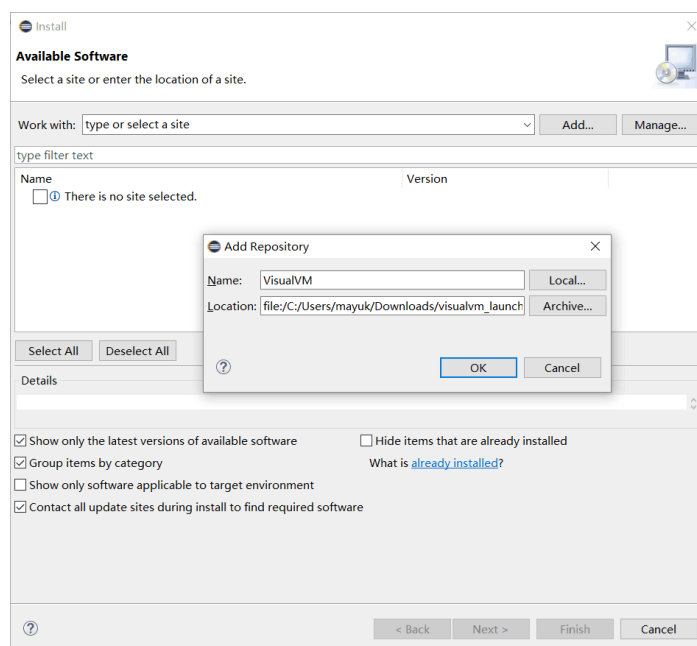 Install
Available Software
Select a site or enter the location of a site.
Work with: type or select a site Add... Manage...
type filter text
Name Version
There is no site selected.
Add Repository
Name: VisualVM Local...
Location: file:/C:/Users/mayuk/Downloads/visualvm_launch Archive...
OK Cancel
Select All Deselect All
Details
Show only the latest versions of available software Hide items that are already installed
Group items by category What is already installed?
Show only software applicable to target environment
Contact all update sites during install to find required software
< Back Next > Finish Cancel